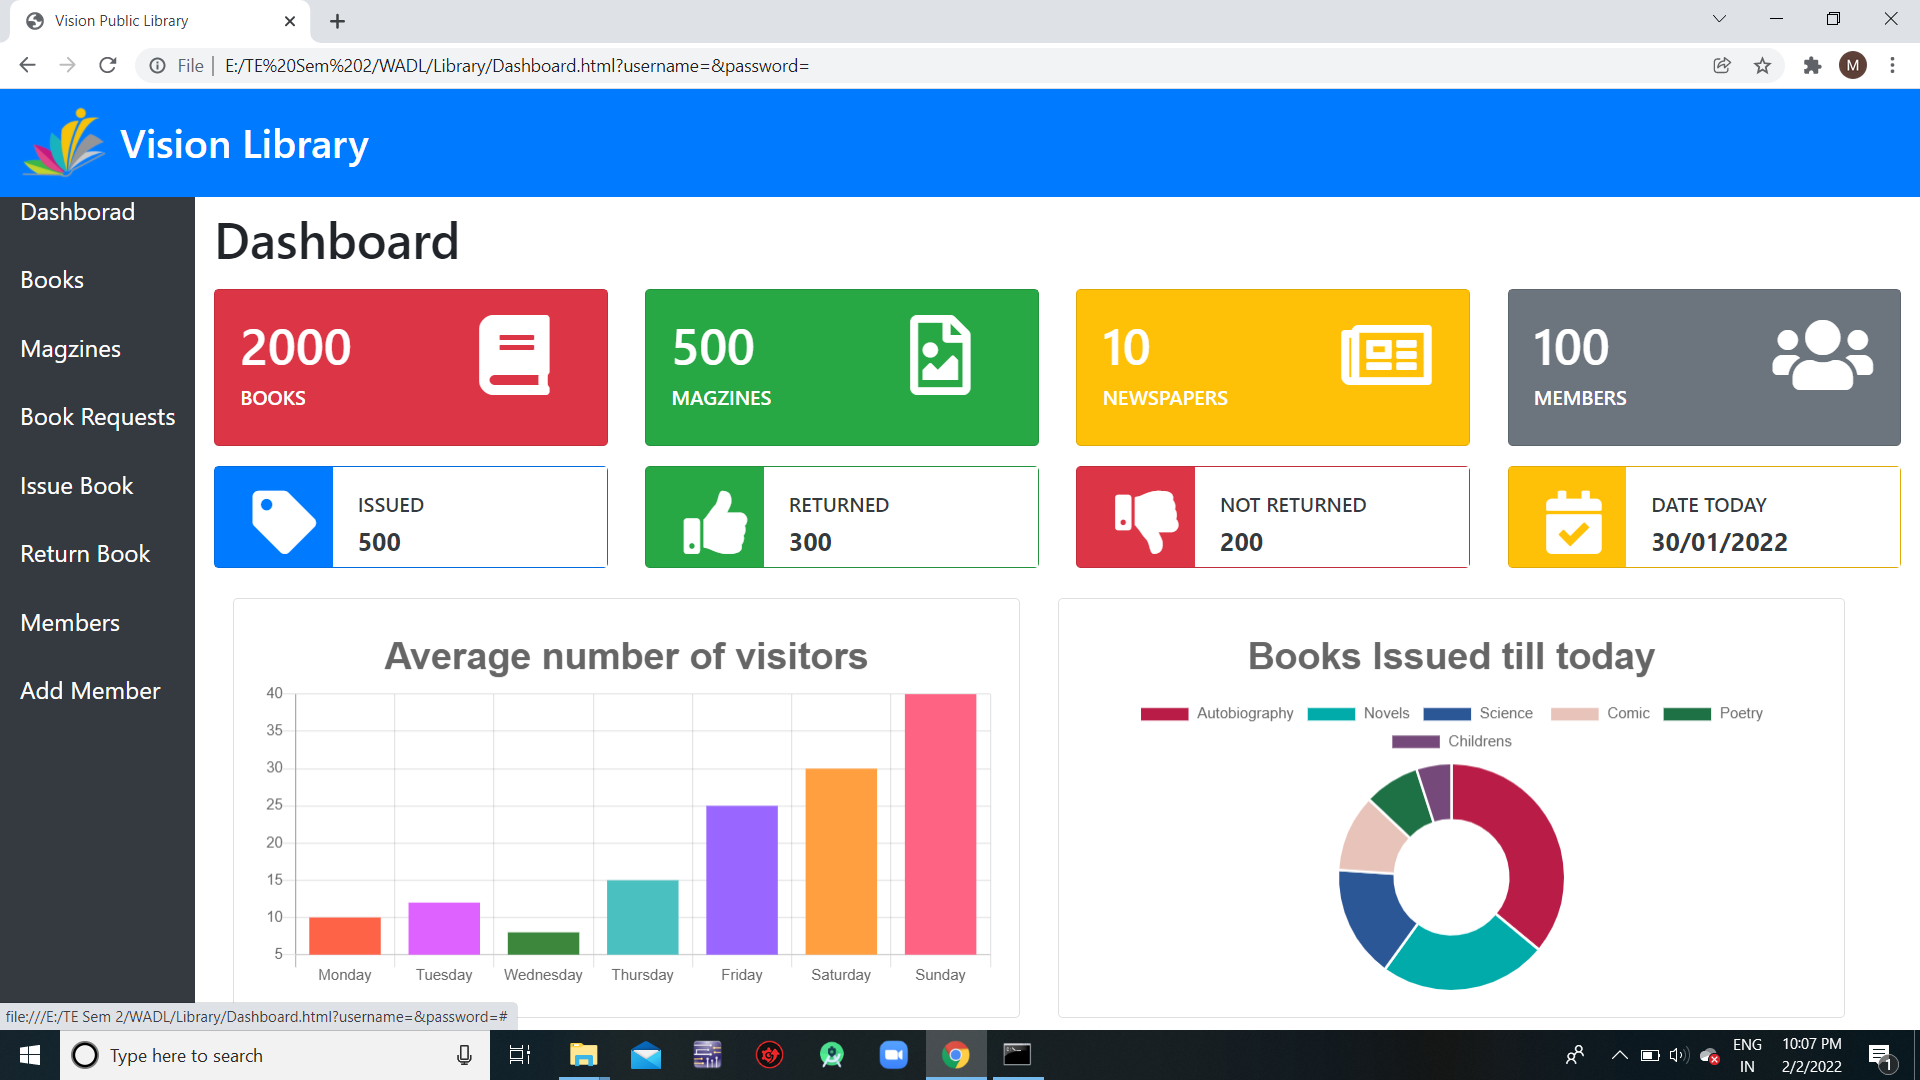 Vision Public Library
File | E:/TE%20Sem%202/WADL/Library/Dashboard.html?username=&password=
M
Vision Library
Dashborad
Books
Magzines
Book Requests
Issue Book
Return Book
Members
Add Member
Dashboard
2000
BOOKS
500
MAGZINES
10
NEWSPAPERS
100
MEMBERS
ISSUED
500
RETURNED
300
NOT RETURNED
200
DATE TODAY
30/01/2022
Average number of visitors
40
35
30
25
20
15
10
5
Monday Tuesday Wednesday Thursday Friday Saturday Sunday
Books Issued till today
Autobiography Novels Science Comic Poetry
Childrens
file:///E:/TE Sem 2/WADL/Library/Dashboard.html?username=&password=#
Type here to search
ENG
IN
10:07 PM
2/2/2022
1